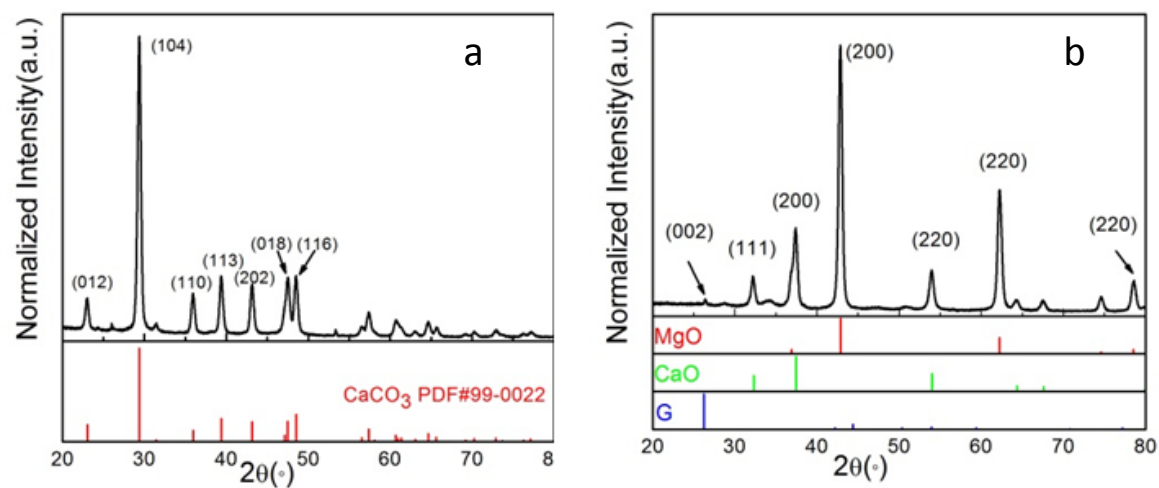 a
Normalized Intensity(a.u.)
(104)
(012)
(110)
(113)
(202)
(018)
(116)
CaCO₃ PDF#99-0022
20 30 40 50 60 70 8
2θ(◦)
b
Normalized Intensity(a.u.)
(002)
(111)
(200)
(200)
(220)
(220)
(220)
MgO
CaO
G
20 30 40 50 60 70 80
2θ(◦)